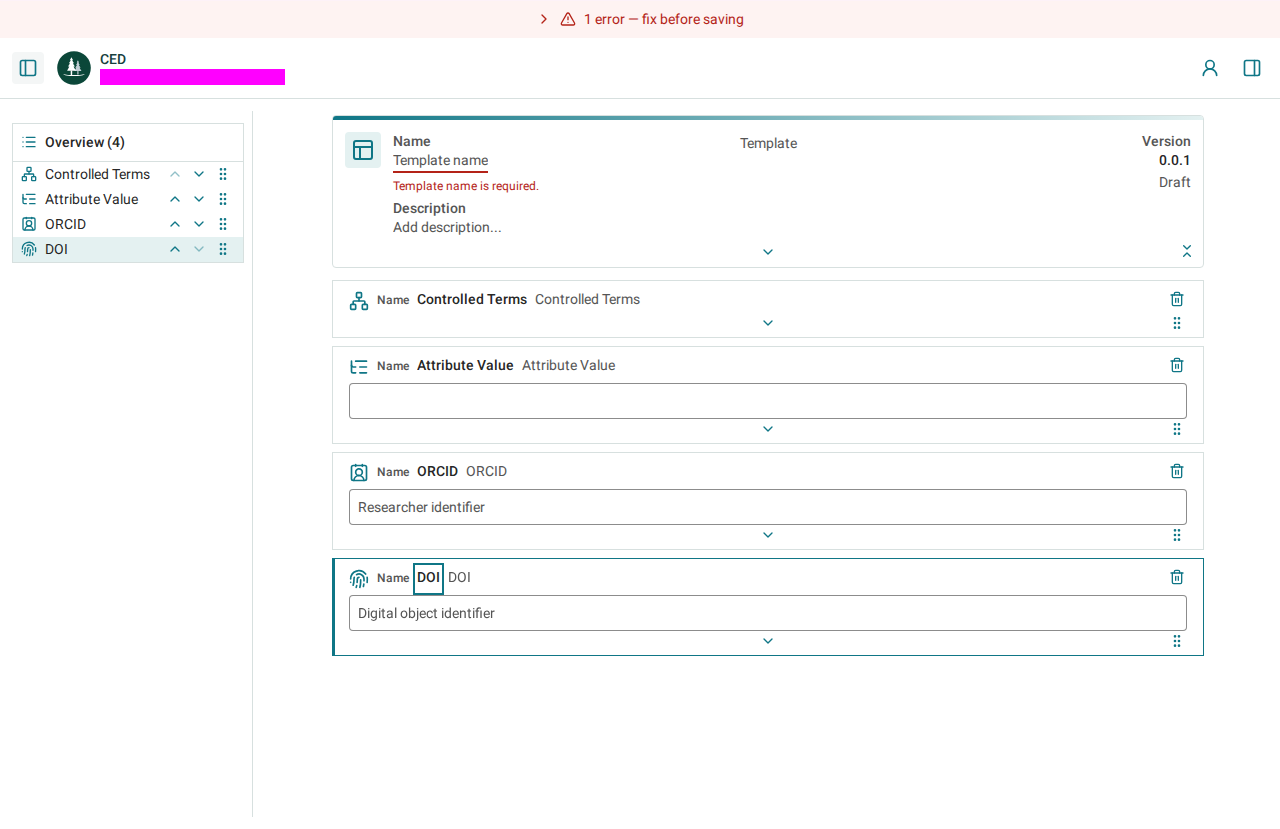 1 error — fix before saving
CED
Overview (4)
Controlled Terms
Attribute Value
ORCID
DOI
Name
Template name
Template name is required.
Description
Add description...
Template
Version
0.0.1
Draft
Name Controlled Terms Controlled Terms
Name Attribute Value Attribute Value
Name ORCID ORCID
Researcher identifier
Name DOI DOI
Digital object identifier